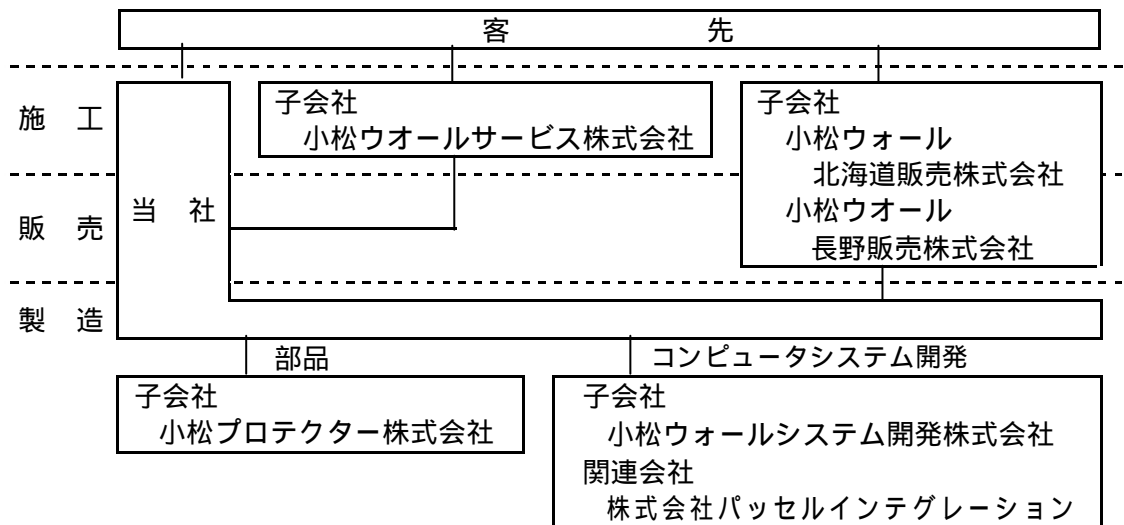 客 先
施 工
子会社
小松ウオールサービス株式会社
子会社
小松ウォール
北海道販売株式会社
小松ウオール
長野販売株式会社
販 売
当 社
製 造
部品
コンピュータシステム開発
子会社
小松プロテクター株式会社
子会社
小松ウォールシステム開発株式会社
関連会社
株式会社パッセルインテグレーション